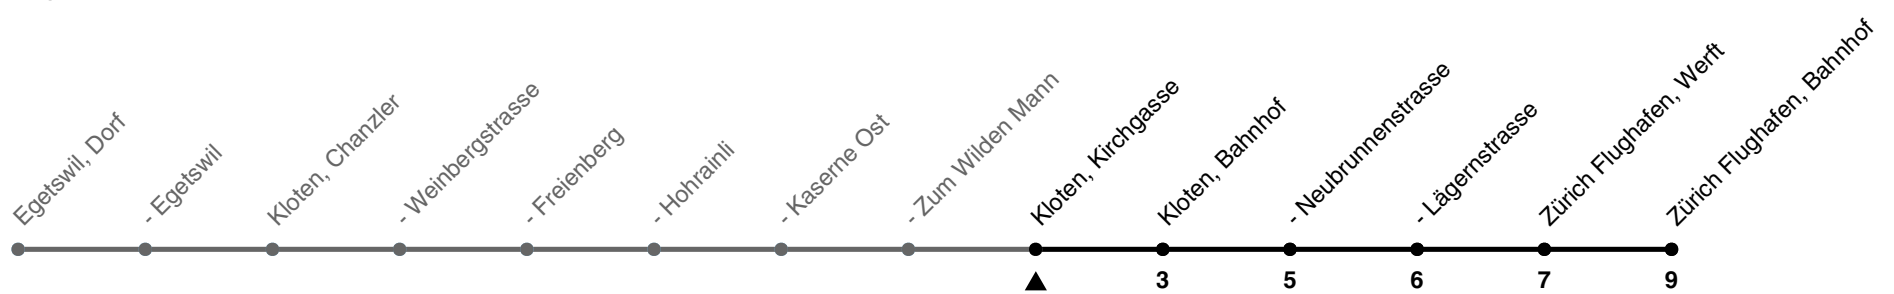 Egetswil, Dorf
- Egetswil
Kloten, Chanzler
- Weinbergstrasse
- Freienberg
- Hohrainli
- Kaserne Ost
- Zum Wilden Mann
Kloten, Kirchgasse
Kloten, Bahnhof
- Neubrunnenstrasse
- Lägernstrasse
Zürich Flughafen, Werft
Zürich Flughafen, Bahnhof
3 5 6 7 9